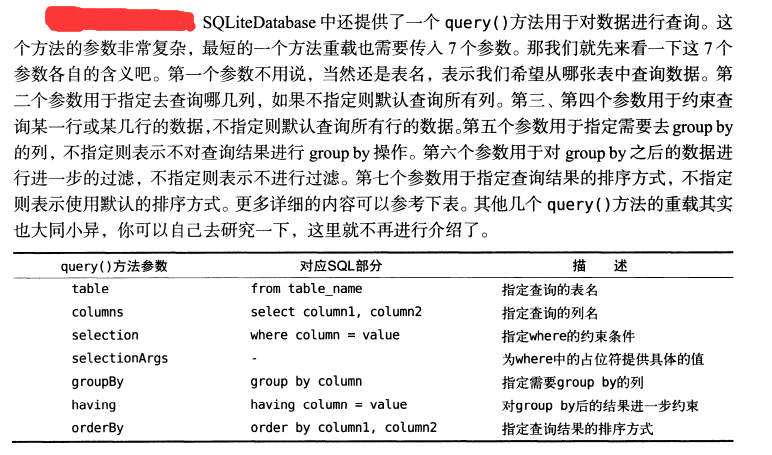 SQLiteDatabase 中还提供了一个 query()方法用于对数据进行查询。这
个方法的参数非常复杂，最短的一个方法重载也需要传入 7 个参数。那我们就先来看一下这 7 个
参数各自的含义吧。第一个参数不用说，当然还是表名，表示我们希望从哪张表中查询数据。第
二个参数用于指定去查询哪几列，如果不指定则默认查询所有列。第三、第四个参数用于约束查
询某一行或某几行的数据，不指定则默认查询所有行的数据。第五个参数用于指定需要去 group by
的列，不指定则表示不对查询结果进行 group by 操作。第六个参数用于对 group by 之后的数据进
行进一步的过滤，不指定则表示不进行过滤。第七个参数用于指定查询结果的排序方式，不指定
则表示使用默认的排序方式。更多详细的内容可以参考下表。其他几个 query()方法的重载其实
也大同小异，你可以自己去研究一下，这里就不再进行介绍了。
query()方法参数 对应SQL部分 描 述
table from table_name 指定查询的表名
columns select column1, column2 指定查询的列名
selection where column = value 指定where的约束条件
selectionArgs - 为where中的占位符提供具体的值
groupBy group by column 指定需要group by的列
having having column = value 对group by后的结果进一步约束
orderBy order by column1, column2 指定查询结果的排序方式